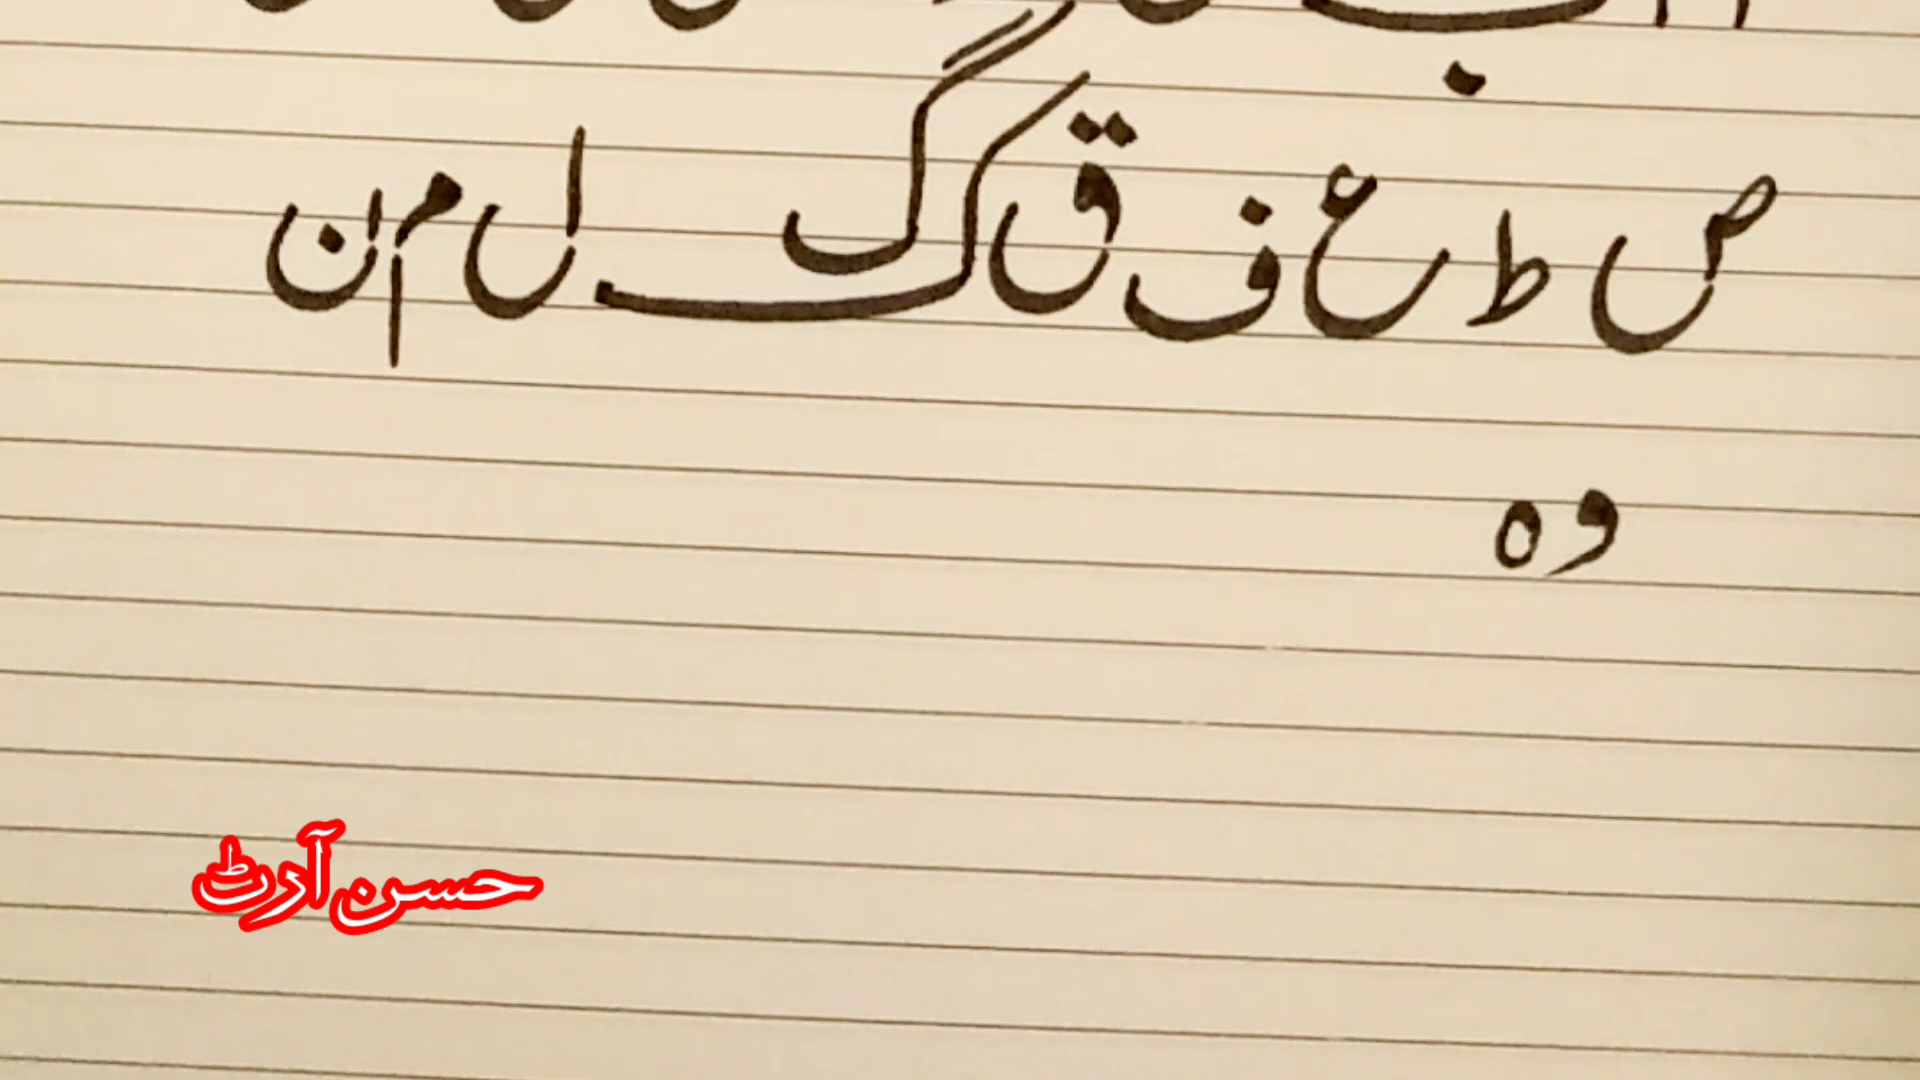 ب
ص ط ع ف ق ک گ ل م ن
و ہ
حسن آرٹ